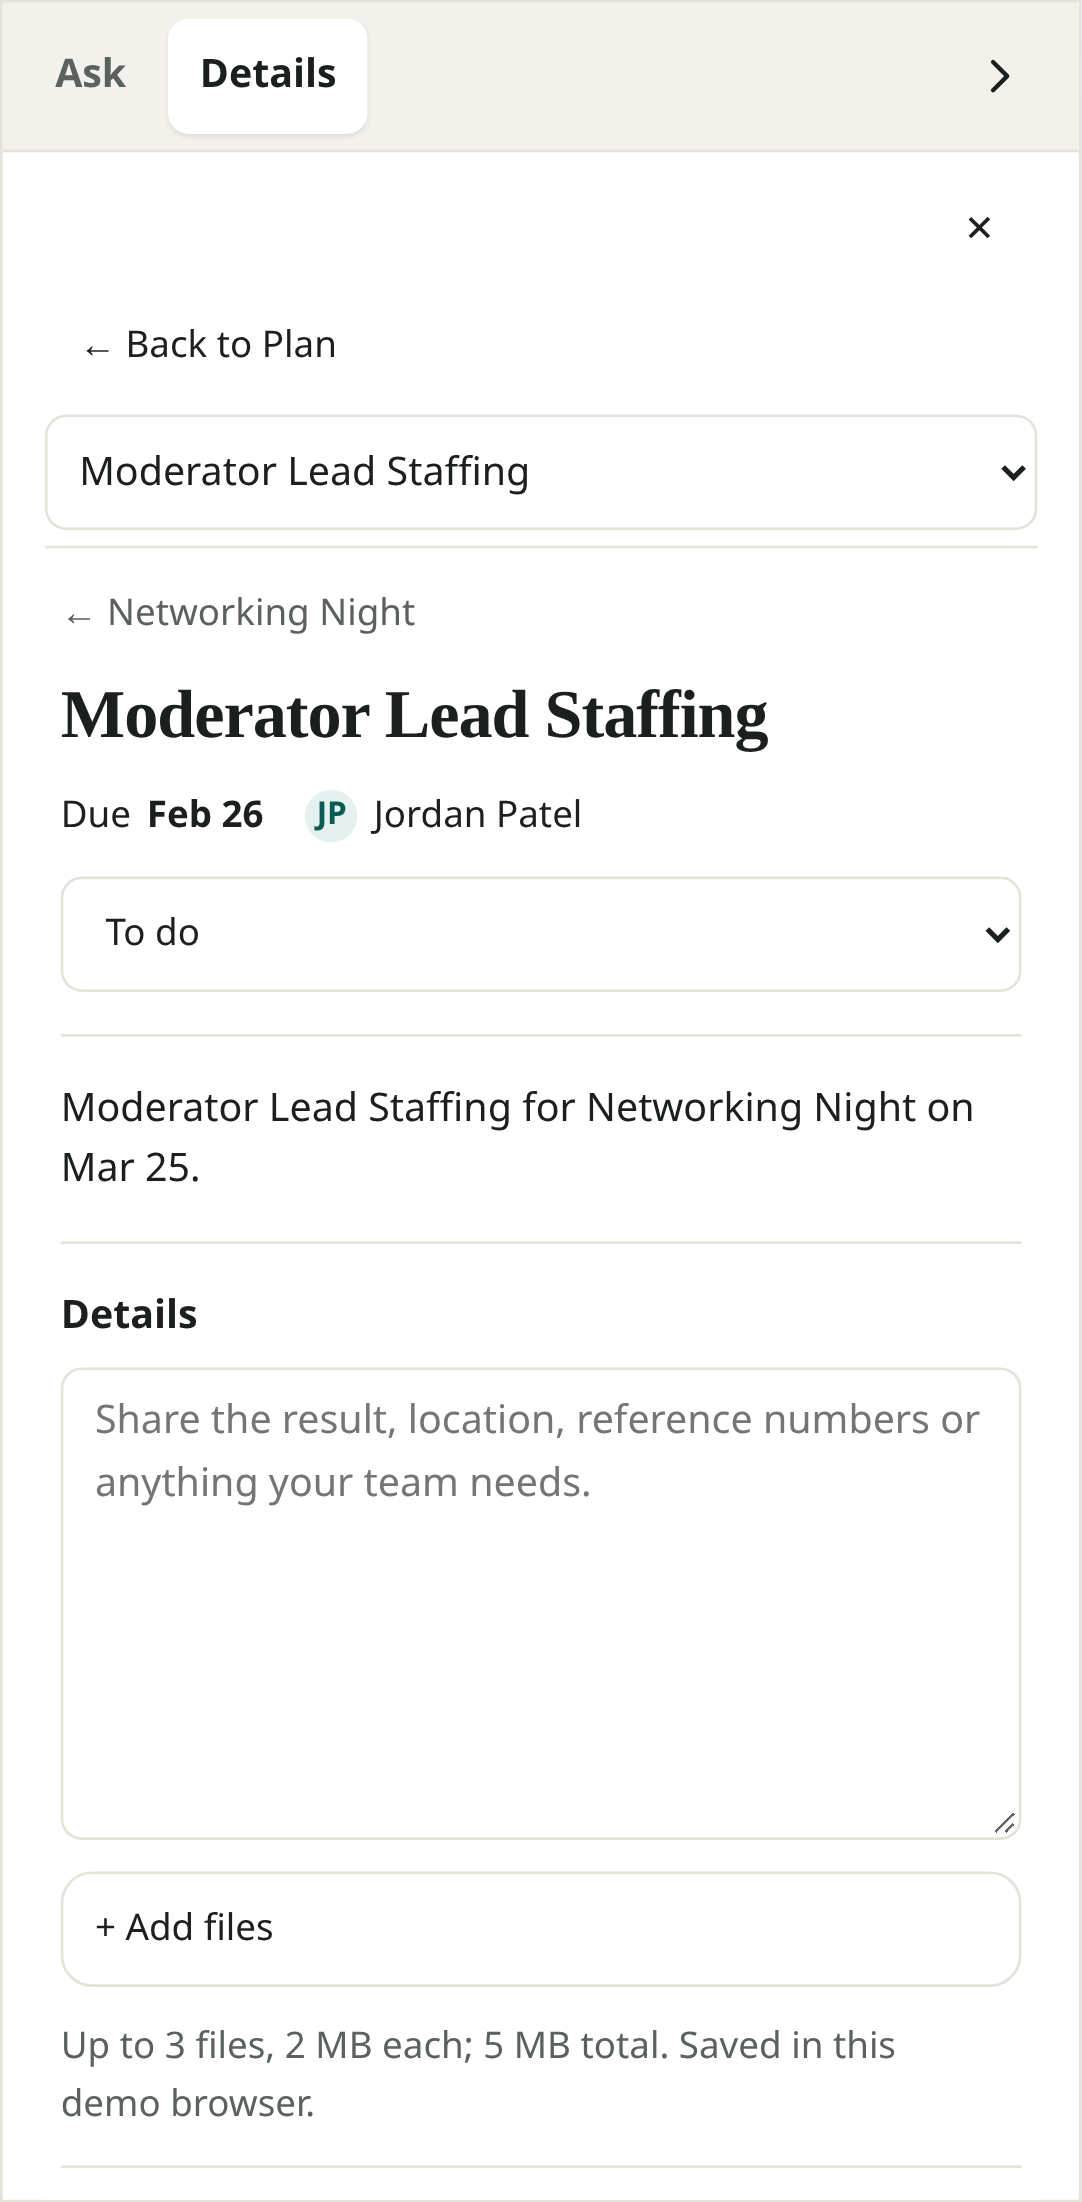 Ask Details
×
← Back to Plan
Moderator Lead Staffing
← Networking Night
Moderator Lead Staffing
Due Feb 26 JP Jordan Patel
To do
Moderator Lead Staffing for Networking Night on
Mar 25.
Details
Share the result, location, reference numbers or
anything your team needs.
+ Add files
Up to 3 files, 2 MB each; 5 MB total. Saved in this
demo browser.